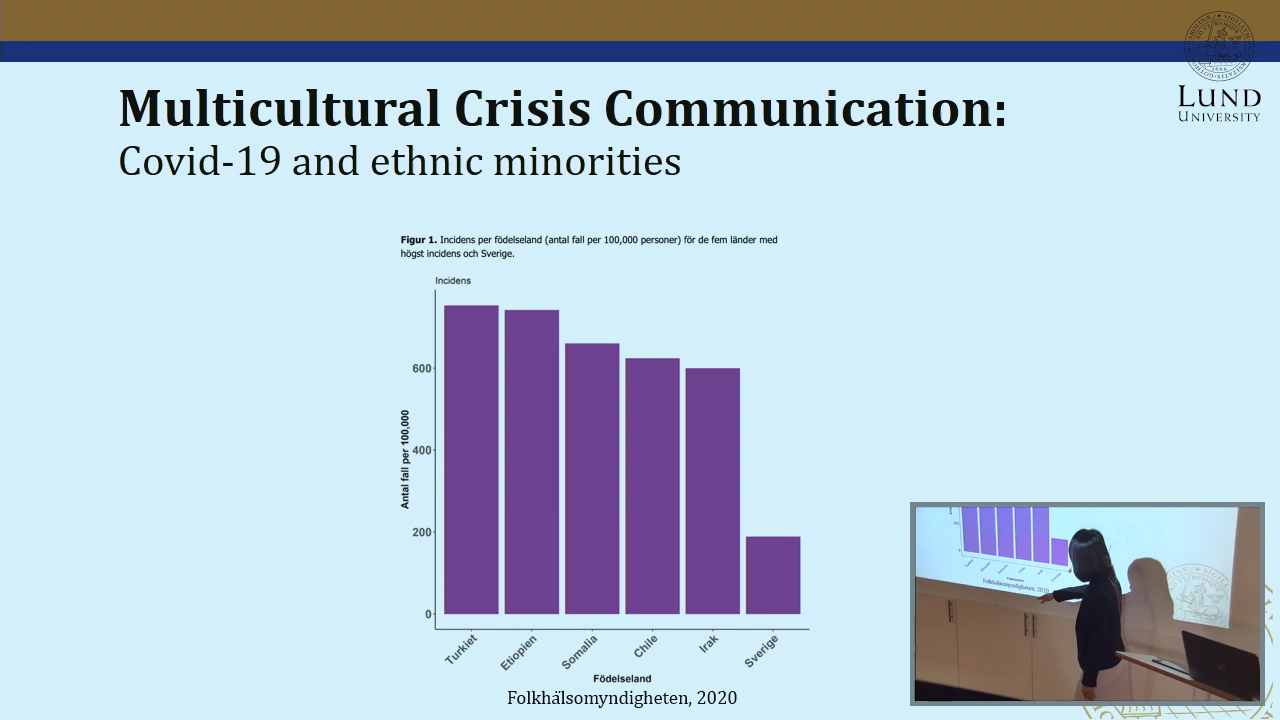 LUND
UNIVERSITY
Multicultural Crisis Communication:
Covid-19 and ethnic minorities
Figur 1. Incidens per födelseland (antal fall per 100,000 personer) för de fem länder med
högst incidens och Sverige.
Incidens
Antal fall per 100,000
600
400
200
0
Turkiet
Etiopien
Somalia
Chile
Irak
Sverige
Födelseland
Folkhälsomyndigheten, 2020
Folkhälsomyndigheten, 2020